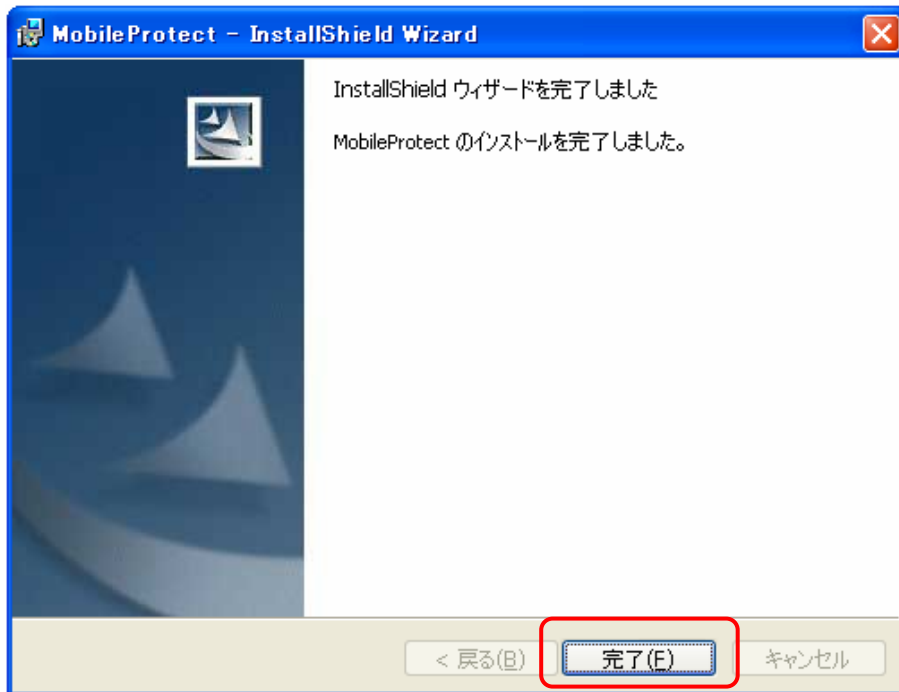 MobileProtect - InstallShield Wizard
InstallShield ウィザードを完了しました
MobileProtect のインストールを完了しました。
< 戻る(B)
完了(F)
キャンセル